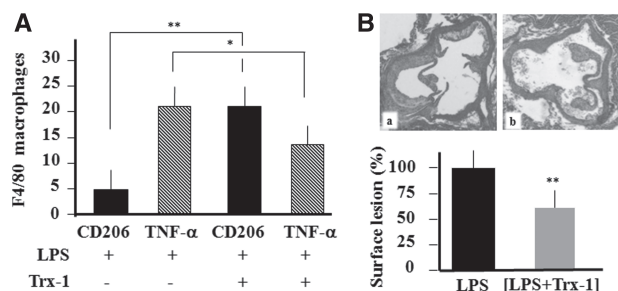 A
**
*
F4/80 macrophages
30
25
20
15
10
5
0
CD206 TNF-α CD206 TNF-α
LPS + + + +
Trx-1 - - + +
B
a b
Surface lesion (%)
100
75
50
25
0
**
LPS [LPS+Trx-1]